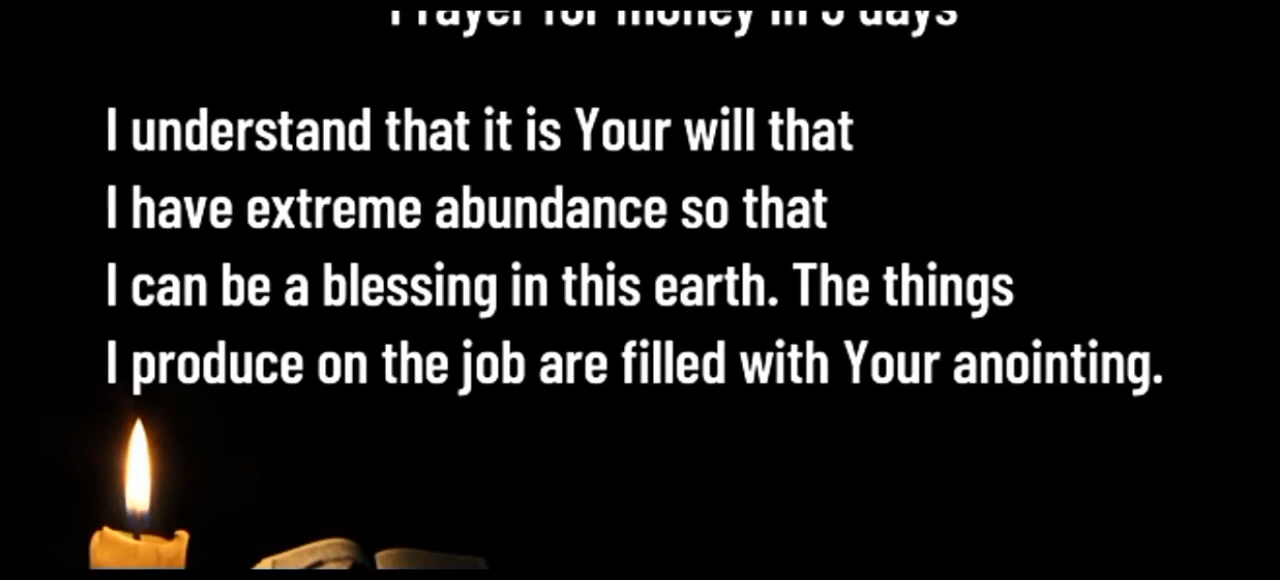 Prayer for money in days
I understand that it is Your will that
I have extreme abundance so that
I can be a blessing in this earth. The things
I produce on the job are filled with Your anointing.